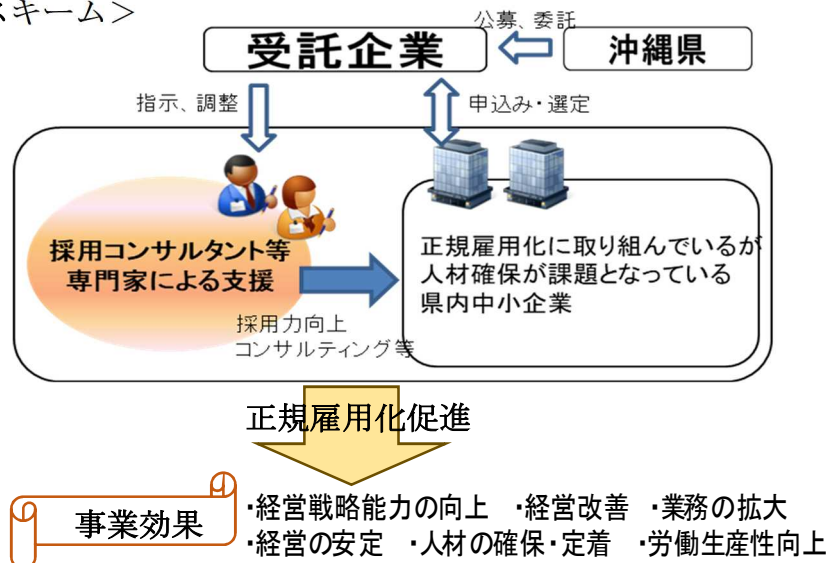 スキーム＞
公募、委託
受託企業
沖縄県
指示、調整
申込み・選定
採用コンサルタント等
専門家による支援
正規雇用化に取り組んでいるが
人材確保が課題となっている
県内中小企業
採用力向上
コンサルティング等
正規雇用化促進
事業効果
・経営戦略能力の向上　・経営改善　・業務の拡大
・経営の安定　・人材の確保・定着　・労働生産性向上